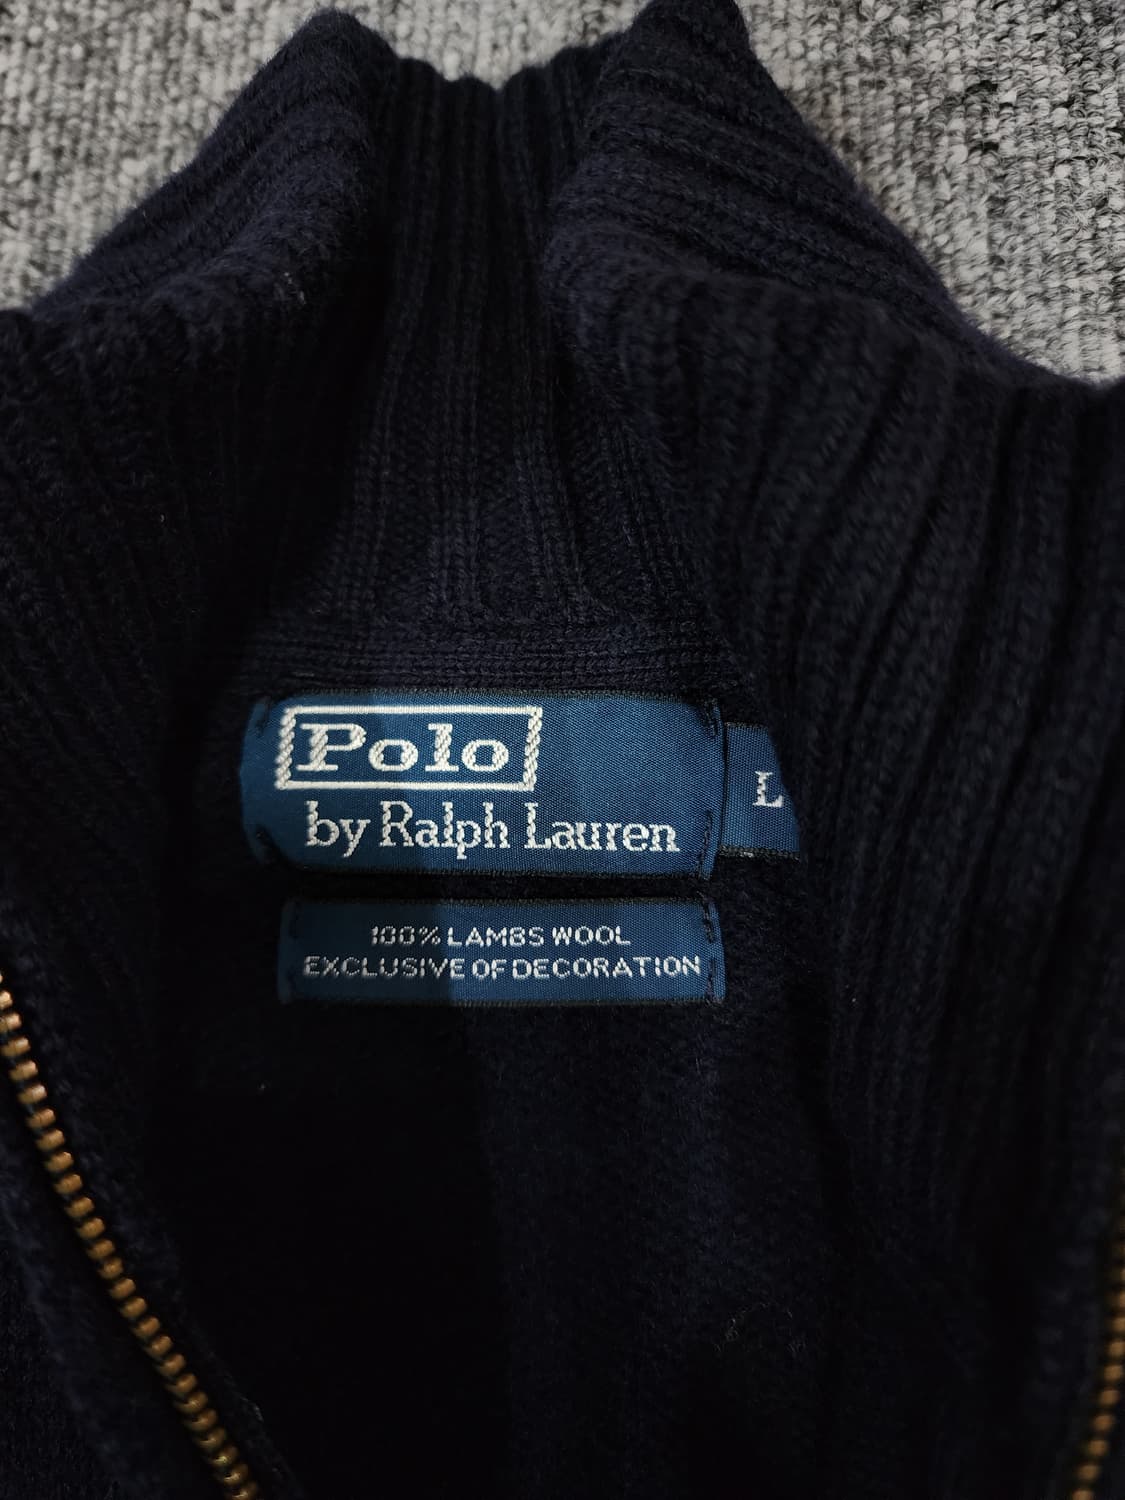 Polo
by Ralph Lauren
L
100% LAMBS WOOL
EXCLUSIVE OF DECORATION